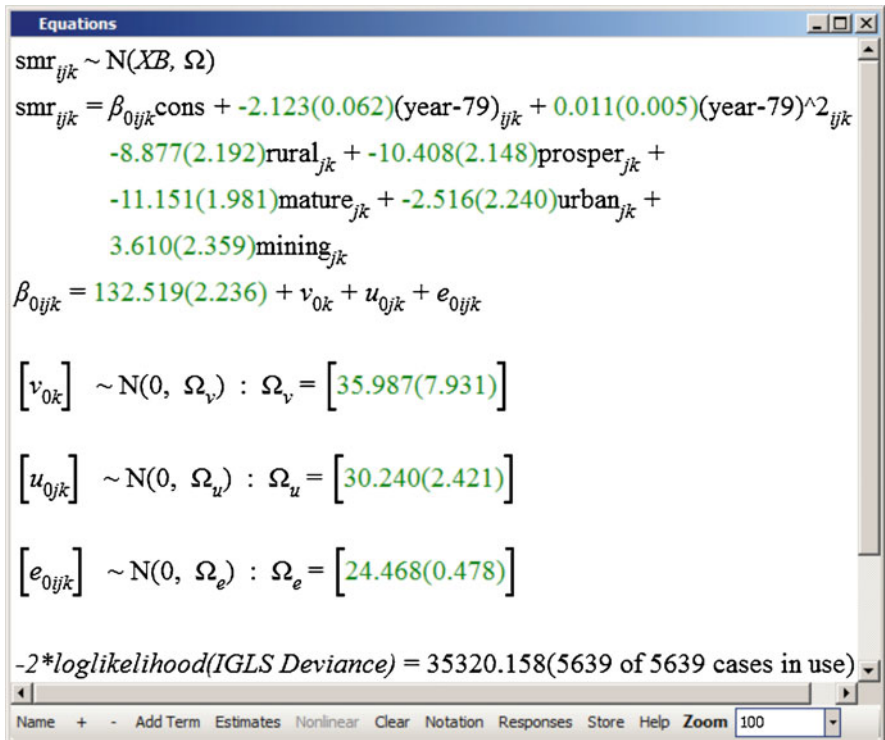 Equations
smr_ijk ~ N(XB, Ω)
smr_ijk = β_0ijk cons + -2.123(0.062)(year-79)_ijk + 0.011(0.005)(year-79)^2_ijk
-8.877(2.192)rural_jk + -10.408(2.148)prosper_jk +
-11.151(1.981)mature_jk + -2.516(2.240)urban_jk +
3.610(2.359)mining_jk
β_0ijk = 132.519(2.236) + v_0k + u_0jk + e_0ijk
[v_0k] ~ N(0, Ω_v) : Ω_v = [35.987(7.931)]
[u_0jk] ~ N(0, Ω_u) : Ω_u = [30.240(2.421)]
[e_0ijk] ~ N(0, Ω_e) : Ω_e = [24.468(0.478)]
-2*loglikelihood(IGLS Deviance) = 35320.158(5639 of 5639 cases in use)
Name + - Add Term Estimates Nonlinear Clear Notation Responses Store Help Zoom 100